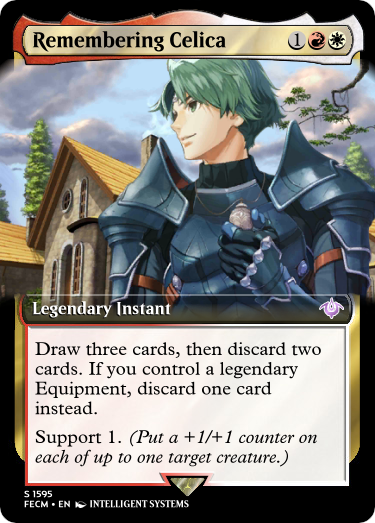 Remembering Celica 1
Legendary Instant
Draw three cards, then discard two
cards. If you control a legendary
Equipment, discard one card
instead.
Support 1. (Put a +1/+1 counter on
each of up to one target creature.)
S 1595
FECM • EN INTELLIGENT SYSTEMS